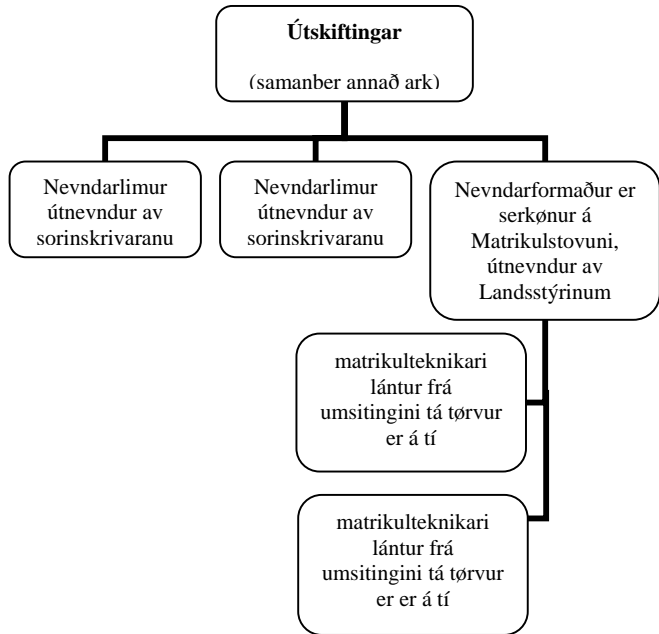 Útskiftingar
(samanber annað ark)
Nevndarlimur
útnevndur av
sorinskrivaranu
Nevndarlimur
útnevndur av
sorinskrivaranu
Nevndarformaður er
serkønur á
Matrikulstovuni,
útnevndur av
Landsstýrinum
matrikulteknikari
lántur frá
umsitingini tá tørvur
er á tí
matrikulteknikari
lántur frá
umsitingini tá tørvur
er er á tí